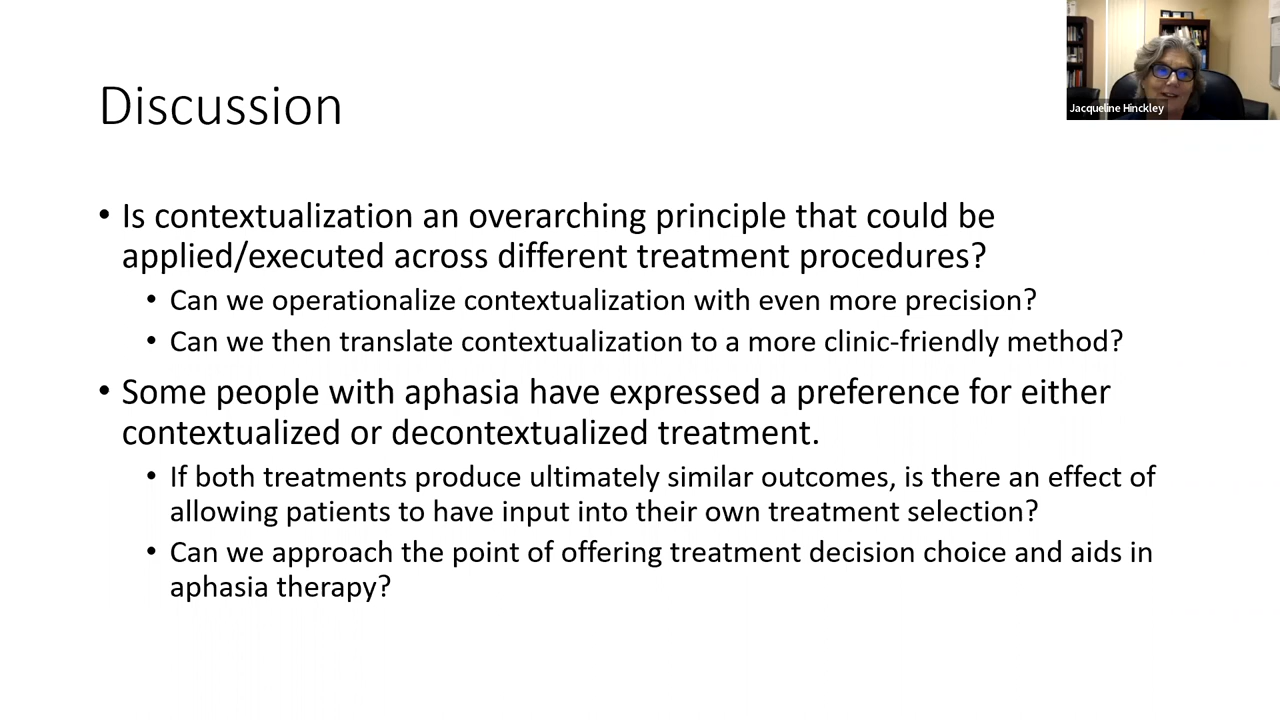 Jacqueline Hinckley
Discussion
• Is contextualization an overarching principle that could be
applied/executed across different treatment procedures?
• Can we operationalize contextualization with even more precision?
• Can we then translate contextualization to a more clinic-friendly method?
• Some people with aphasia have expressed a preference for either
contextualized or decontextualized treatment.
• If both treatments produce ultimately similar outcomes, is there an effect of
allowing patients to have input into their own treatment selection?
• Can we approach the point of offering treatment decision choice and aids in
aphasia therapy?